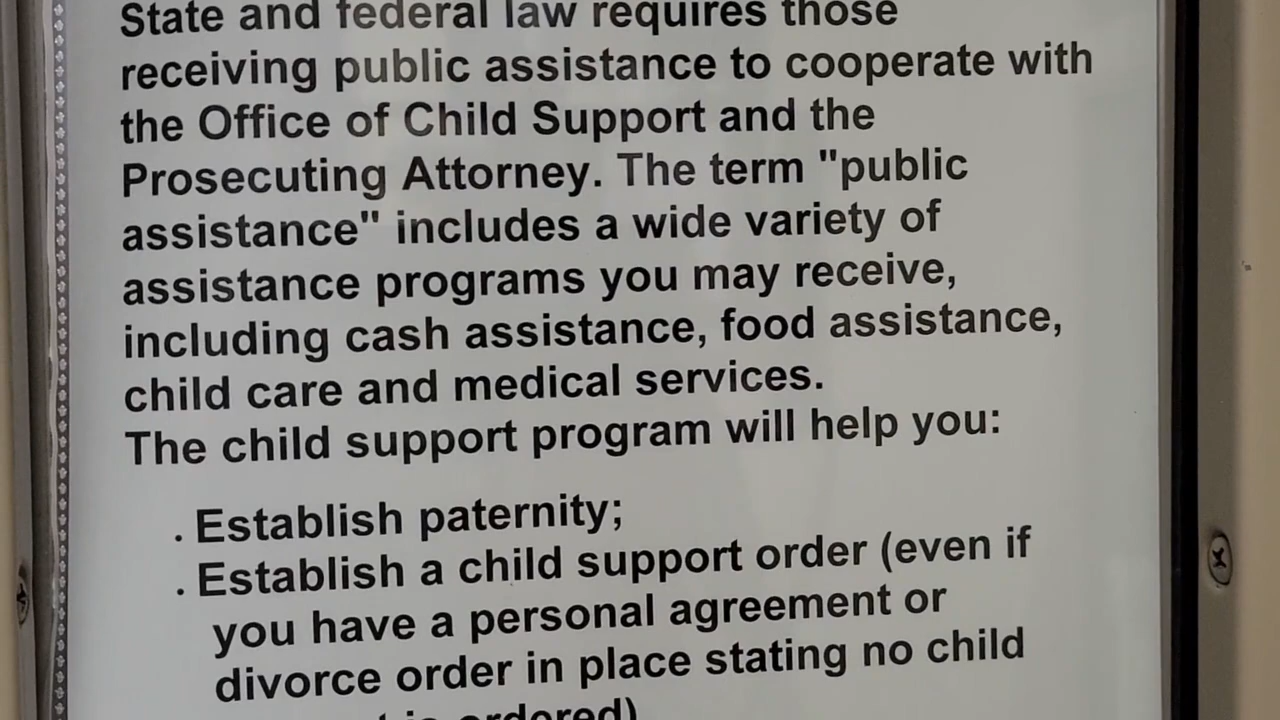 State and federal law requires those
receiving public assistance to cooperate with
the Office of Child Support and the
Prosecuting Attorney. The term "public
assistance" includes a wide variety of
assistance programs you may receive,
including cash assistance, food assistance,
child care and medical services.
The child support program will help you:
. Establish paternity;
. Establish a child support order (even if
you have a personal agreement or
divorce order in place stating no child
is ordered)